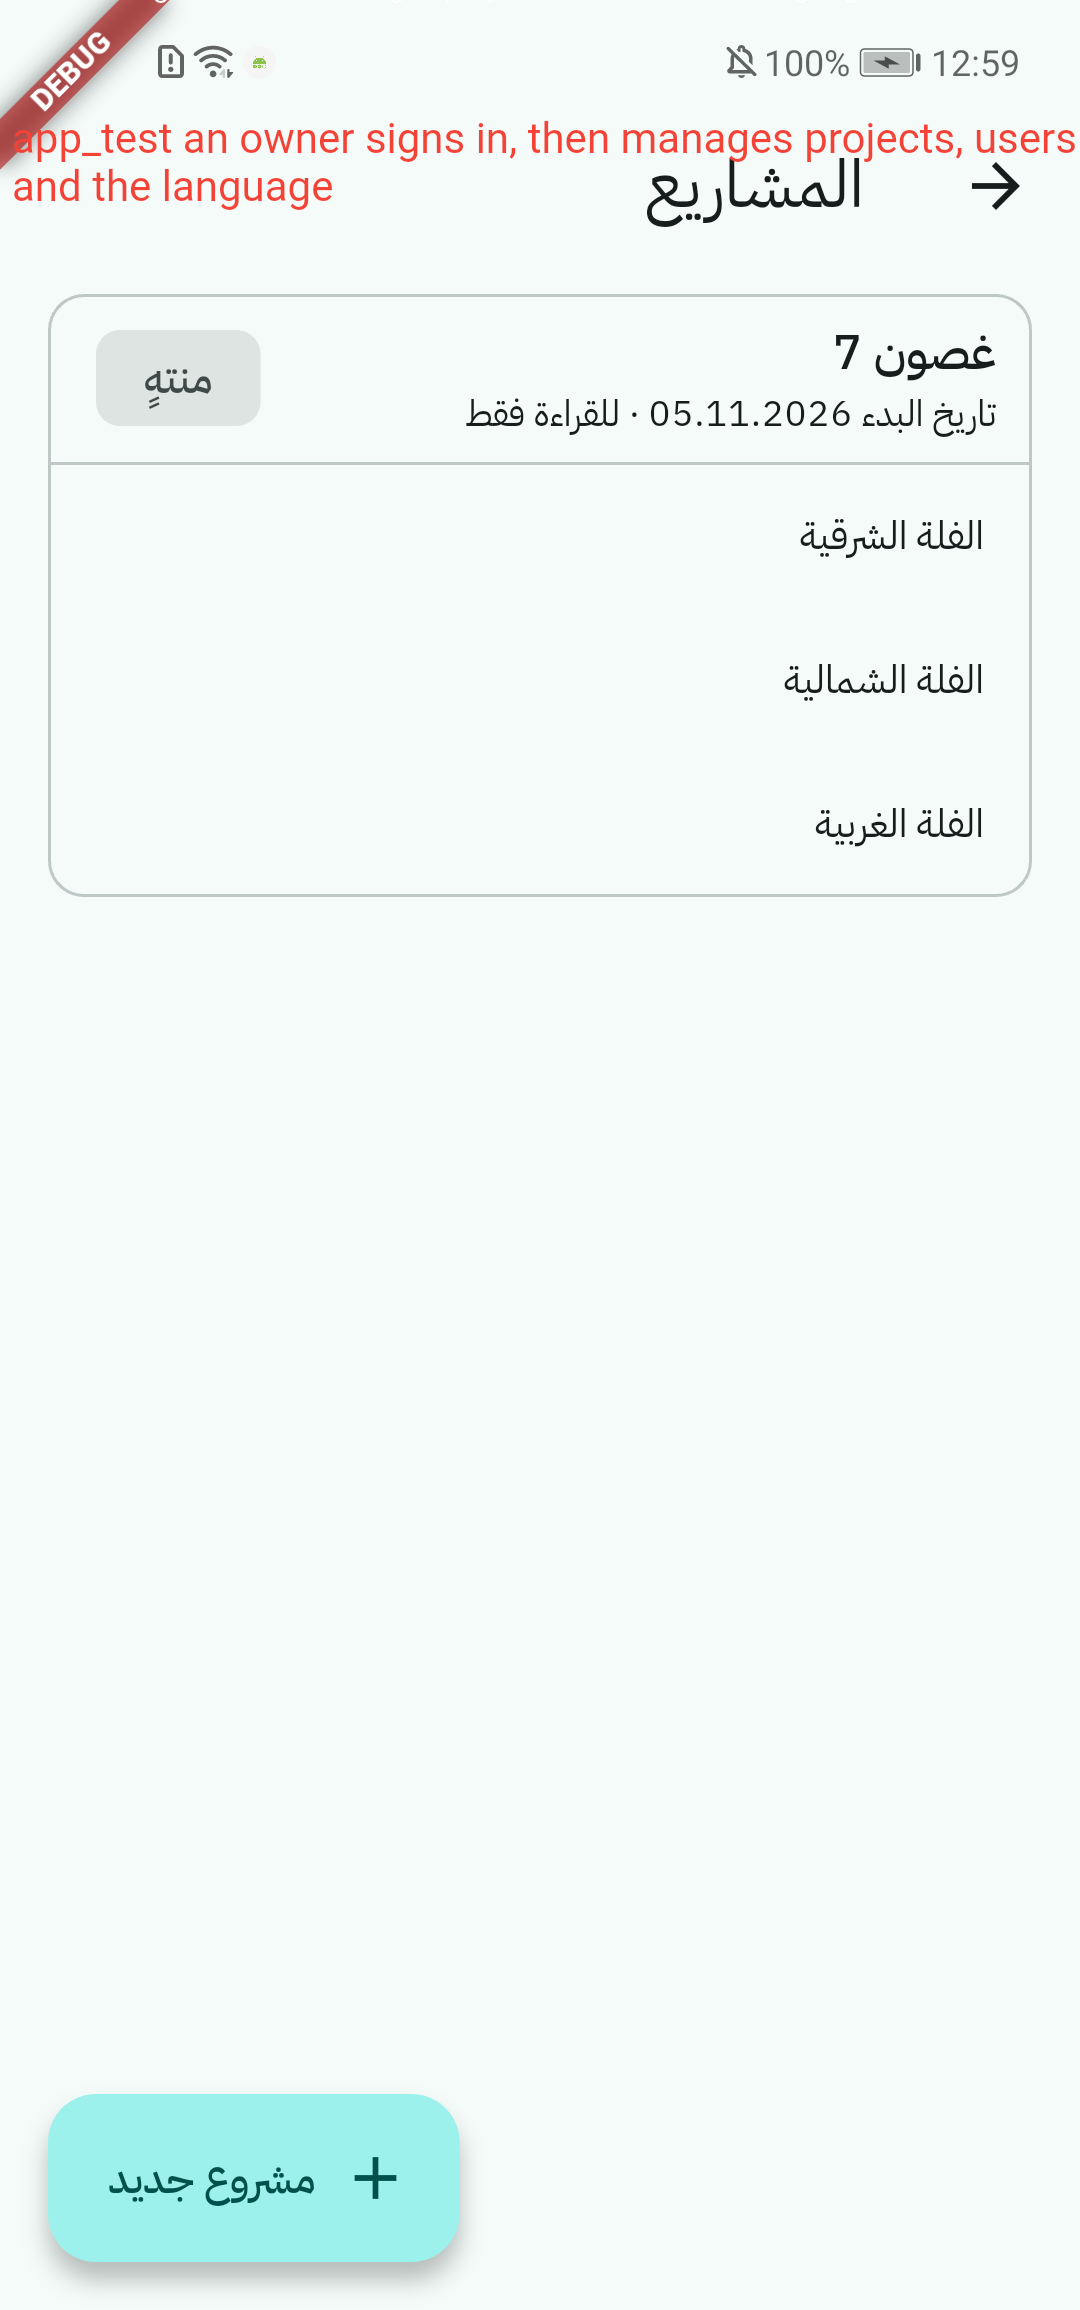 DEBUG
100% 12:59
app_test an owner signs in, then manages projects, users
and the language
المشاريع
غصون 7
منتهٍ
تاريخ البدء 05.11.2026 · للقراءة فقط
الفلة الشرقية
الفلة الشمالية
الفلة الغربية
مشروع جديد